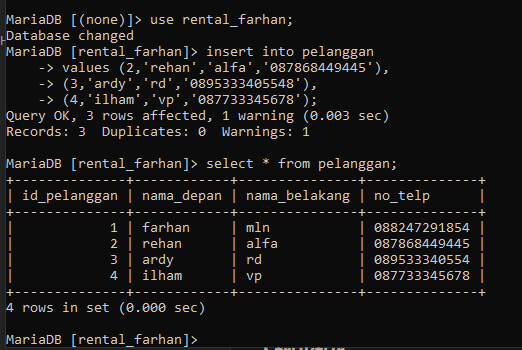 MariaDB [(none)]> use rental_farhan;
Database changed
MariaDB [rental_farhan]> insert into pelanggan
    -> values (2,'rehan','alfa','087868449445'),
    -> (3,'ardy','rd','0895333405548'),
    -> (4,'ilham','vp','087733345678');
Query OK, 3 rows affected, 1 warning (0.003 sec)
Records: 3  Duplicates: 0  Warnings: 1

MariaDB [rental_farhan]> select * from pelanggan;
+--------------+------------+---------------+--------------+
| id_pelanggan | nama_depan | nama_belakang | no_telp      |
+--------------+------------+---------------+--------------+
|            1 | farhan     | mln           | 088247291854 |
|            2 | rehan      | alfa          | 087868449445 |
|            3 | ardy       | rd            | 089533340554 |
|            4 | ilham      | vp            | 087733345678 |
+--------------+------------+---------------+--------------+
4 rows in set (0.000 sec)

MariaDB [rental_farhan]>